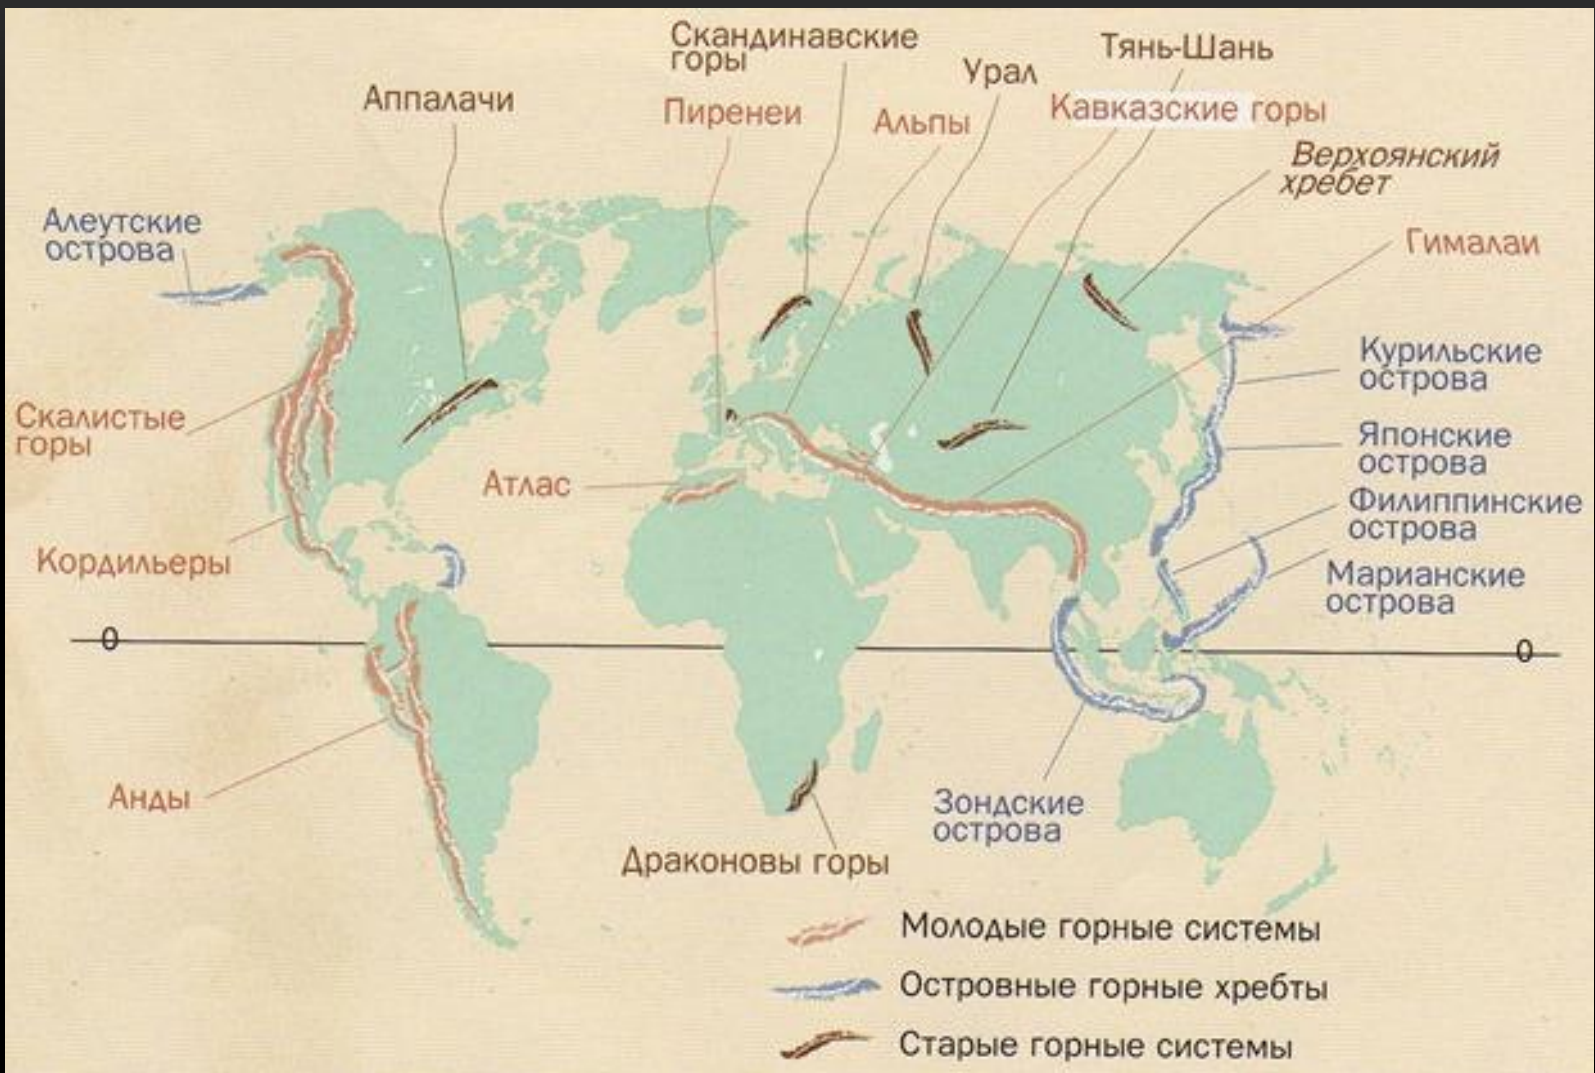 Скандинавские
горы
Тянь-Шань
Урал
Аппалачи
Пиренеи
Альпы
Кавказские горы
Верхоянский
хребет
Алеутские
острова
Гималаи
Курильские
острова
Скалистые
горы
Японские
острова
Атлас
Филиппинские
острова
Кордильеры
Марианские
острова
0
0
Анды
Зондские
острова
Драконовы горы
Молодые горные системы
Островные горные хребты
Старые горные системы